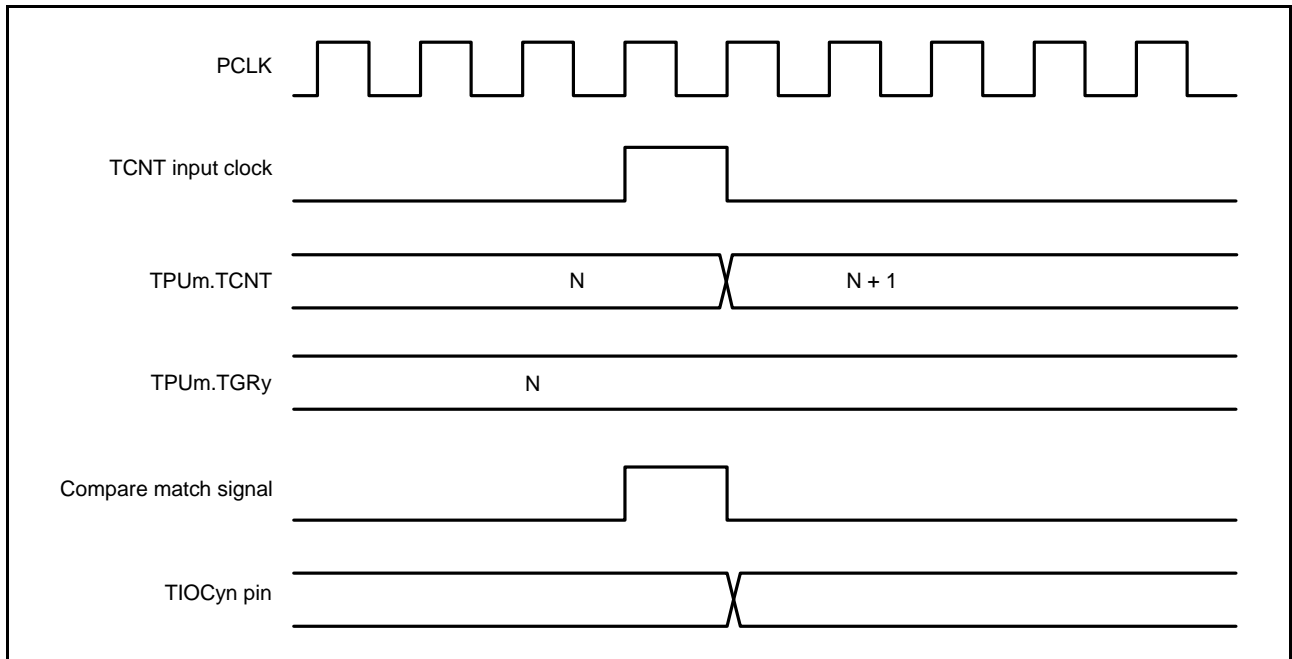 PCLK
TCNT input clock
TPUm.TCNT
N
N + 1
TPUm.TGRy
N
Compare match signal
TIOCyn pin